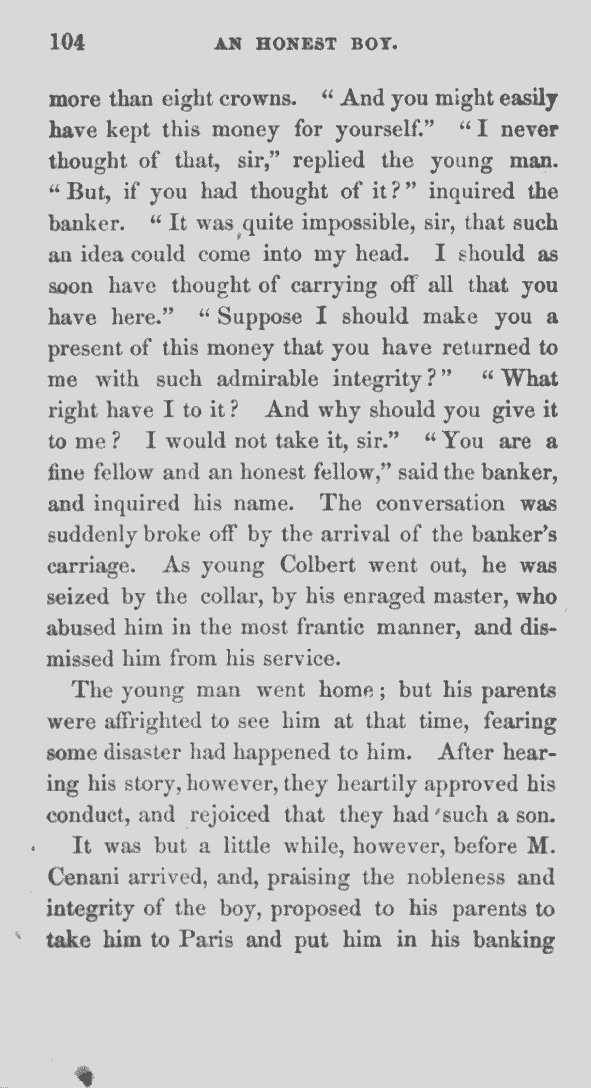 104 AN HONEST BOY.
more than eight crowns. “ And you might easily
have kept this money for yourself.” “ I never
thought of that, sir,” replied the young man.
“ But, if you had thought of it ? ” inquired the
banker. “ It was quite impossible, sir, that such
an idea could come into my head. I should as
soon have thought of carrying off all that you
have here.” “ Suppose I should make you a
present of this money that you have returned to
me with such admirable integrity ? ” “ What
right have I to it ? And why should you give it
to me ? I would not take it, sir.” “ You are a
fine fellow and an honest fellow,” said the banker,
and inquired his name. The conversation was
suddenly broke off by the arrival of the banker’s
carriage. As young Colbert went out, he was
seized by the collar, by his enraged master, who
abused him in the most frantic manner, and dis-
missed him from his service.
The young man went home ; but his parents
were affrighted to see him at that time, fearing
some disaster had happened to him. After hear-
ing his story, however, they heartily approved his
conduct, and rejoiced that they had such a son.
It was but a little while, however, before M.
Cenani arrived, and, praising the nobleness and
integrity of the boy, proposed to his parents to
take him to Paris and put him in his banking